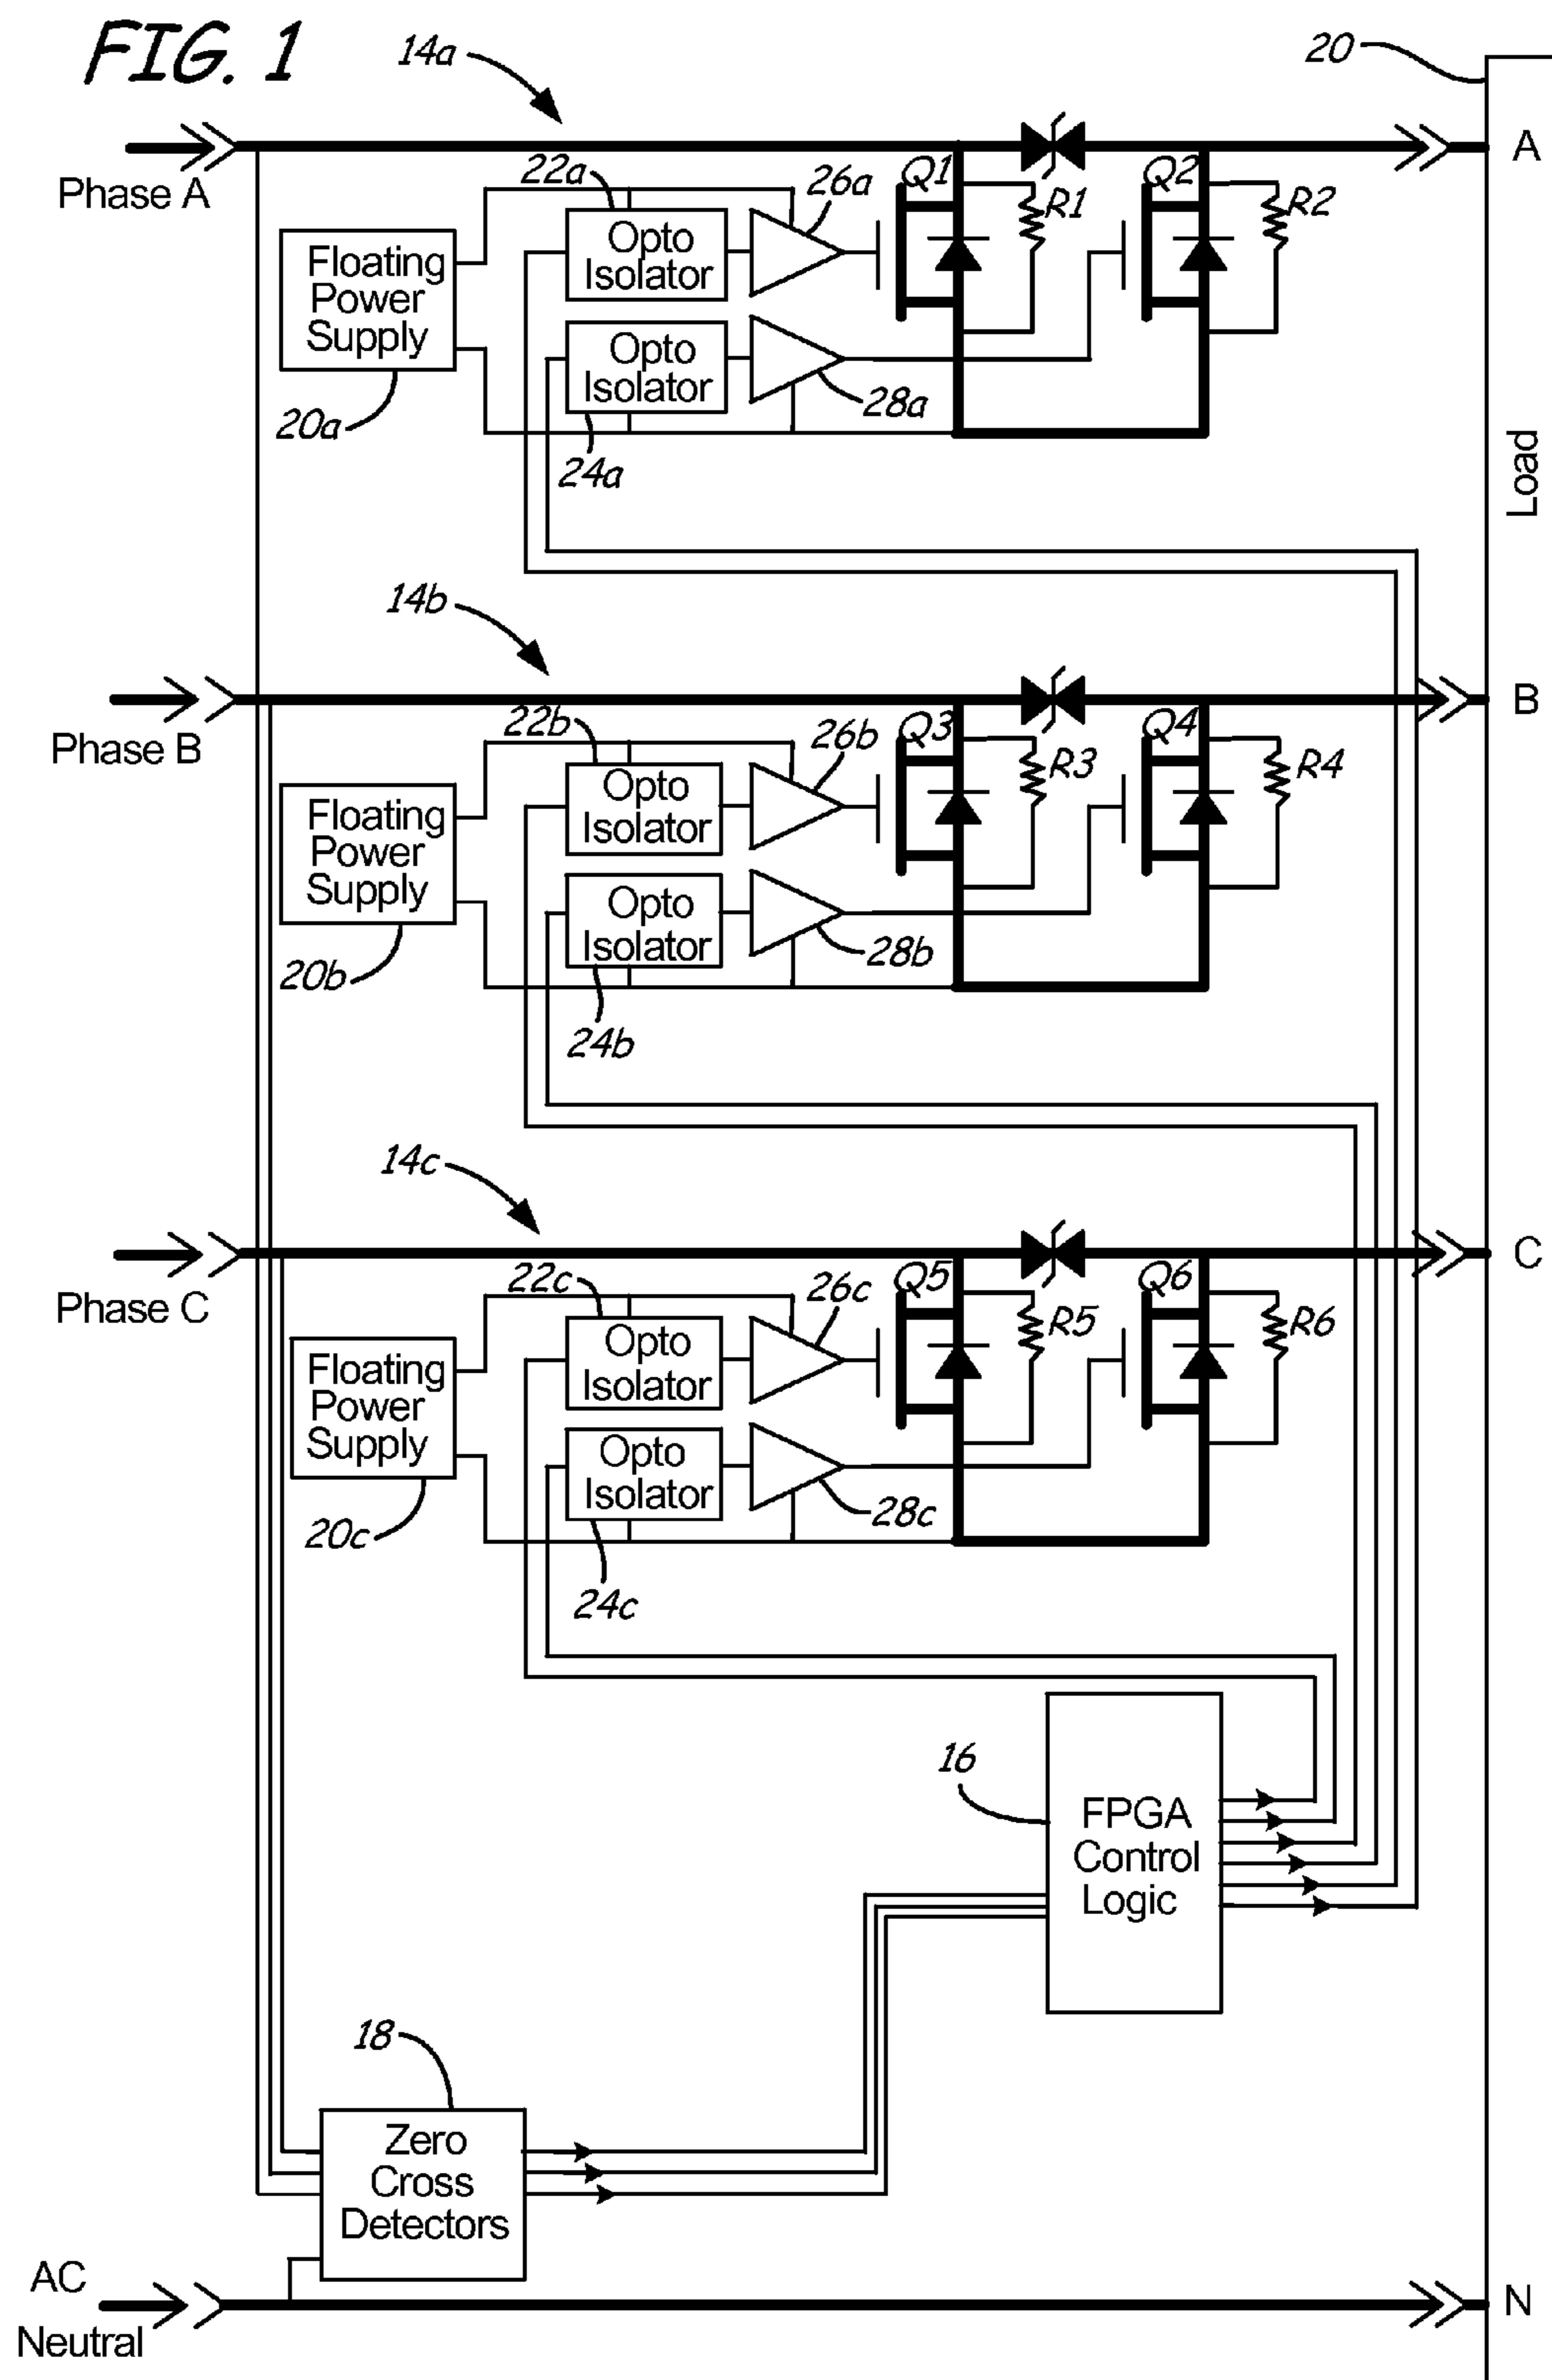 FIG. 1
14a
20
A
Phase A
22a
26a
Q1
R1
Q2
R2
Floating
Power
Supply
Opto
Isolator
Opto
Isolator
20a
24a
28a
Load
14b
B
Phase B
22b
26b
Q3
R3
Q4
R4
Floating
Power
Supply
Opto
Isolator
Opto
Isolator
20b
24b
28b
14c
C
Phase C
22c
26c
Q5
R5
Q6
R6
Floating
Power
Supply
Opto
Isolator
Opto
Isolator
20c
24c
28c
16
FPGA
Control
Logic
18
Zero
Cross
Detectors
AC
Neutral
N